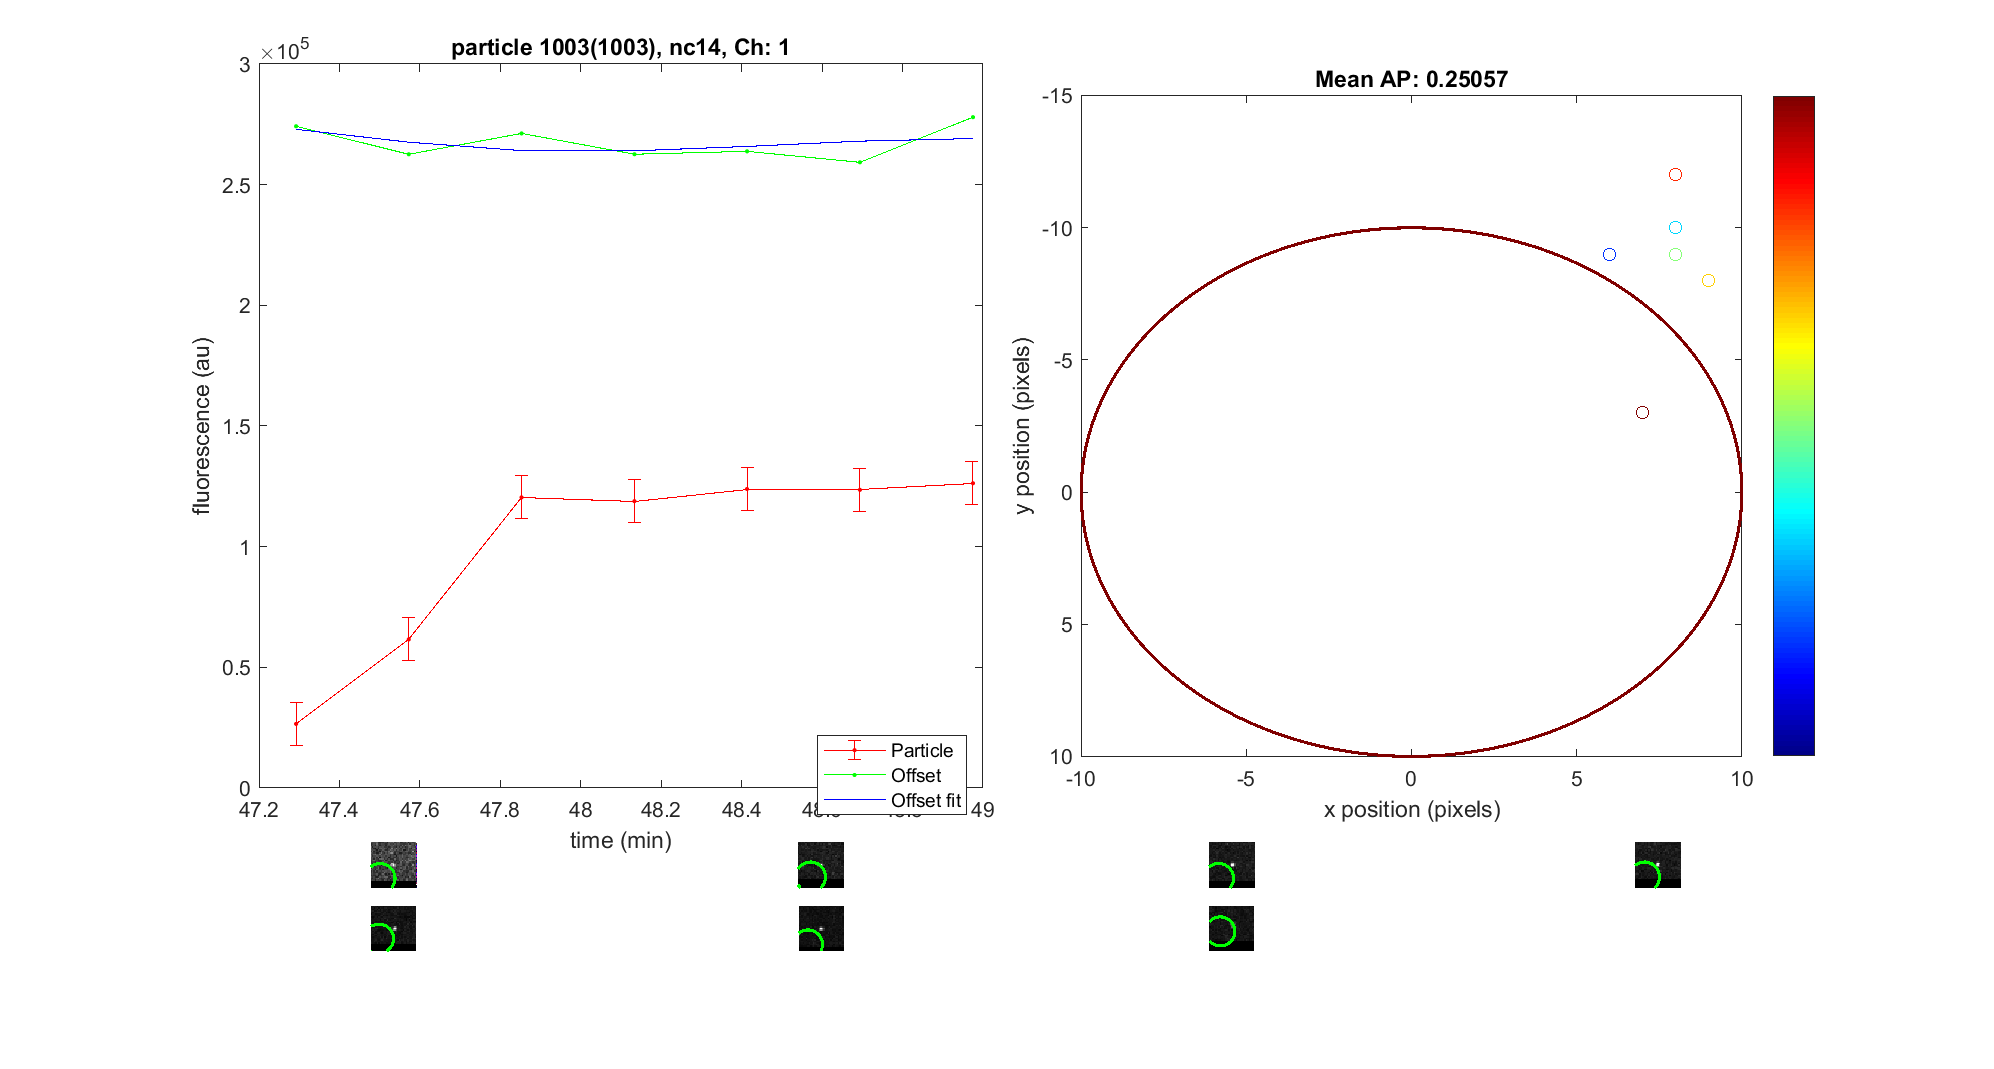 particle 1003(1003), nc14, Ch: 1
×10^5
3
2.5
2
1.5
1
0.5
0
fluorescence (au)
47.2 47.4 47.6 47.8 48 48.2 48.4 49
time (min)
Particle
Offset
Offset fit
Mean AP: 0.25057
-15
-10
-5
0
5
10
y position (pixels)
-10 -5 0 5 10
x position (pixels)